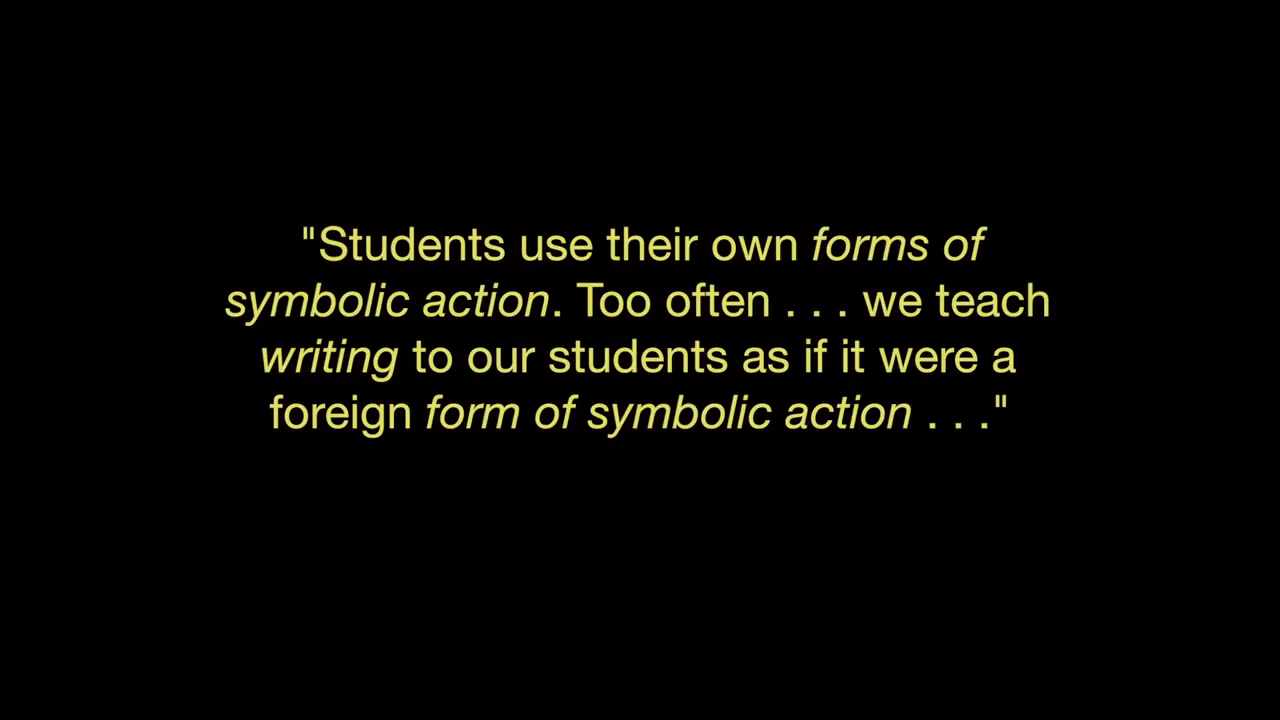 "Students use their own forms of
symbolic action. Too often . . . we teach
writing to our students as if it were a
foreign form of symbolic action . . ."